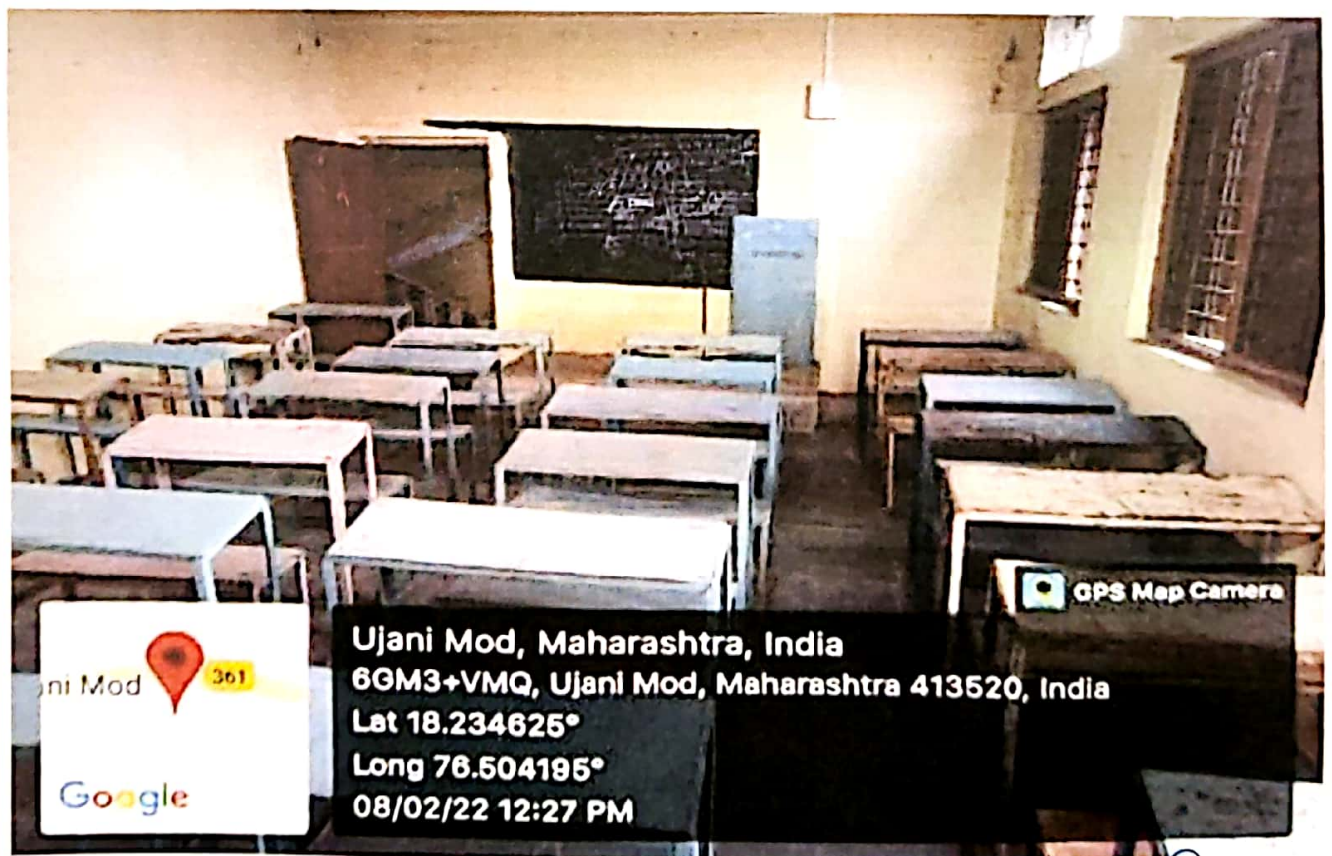 GPS Map Camera
ni Mod
361
Google
Ujani Mod, Maharashtra, India
6GM3+VMQ, Ujani Mod, Maharashtra 413520, India
Lat 18.234625°
Long 76.504195°
08/02/22 12:27 PM